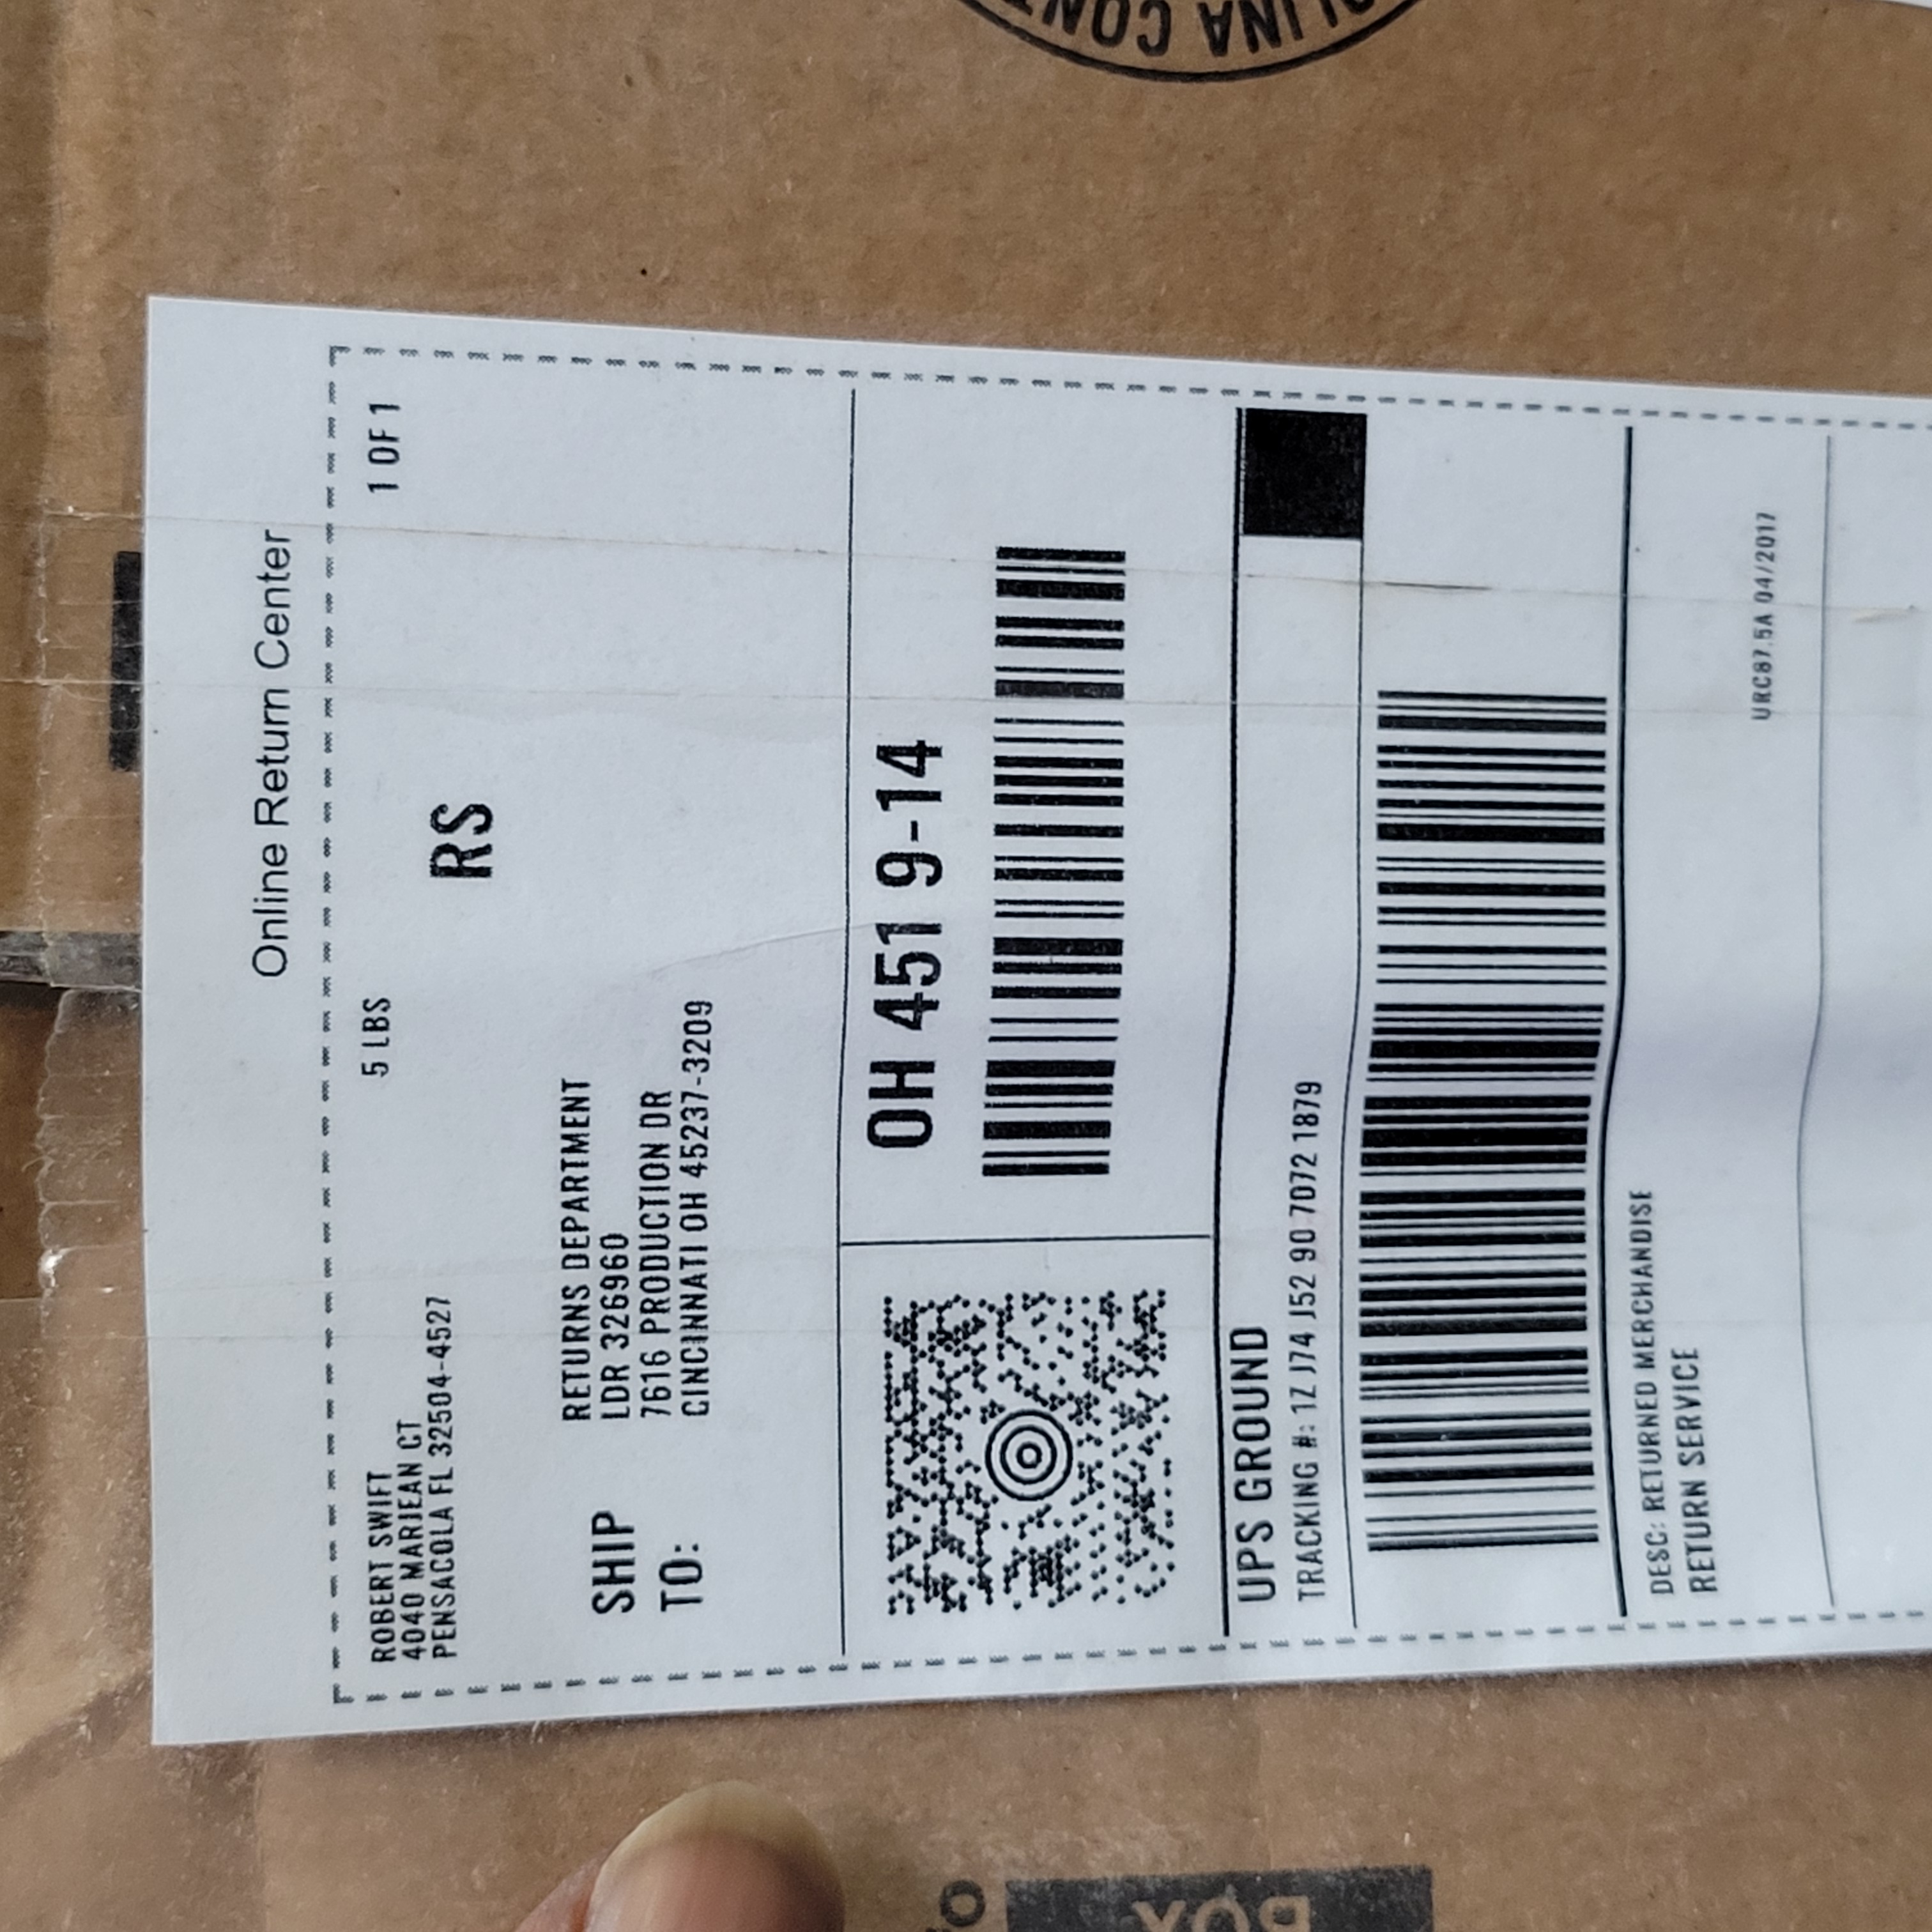 Online Return Center
ROBERT SWIFT
4040 MARIEAN CT
PENSACOLA FL 32504-4527
5 LBS
1 OF 1
RS
SHIP
TO:
RETURNS DEPARTMENT
LDR 326960
7616 PRODUCTION DR
CINCINNATI OH 45237-3209
OH 451 9-14
UPS GROUND
TRACKING #: 1Z J74 J52 90 7072 1879
DESC: RETURNED MERCHANDISE
RETURN SERVICE
URC87.5A 04/2017
BOX